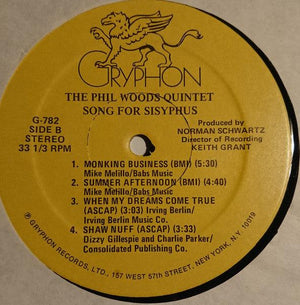 GRYPHON
THE PHIL WOODS QUINTET
SONG FOR SISYPHUS
G-782
SIDE B
STEREO
33 1/3 RPM
Produced by
NORMAN SCHWARTZ
Director of Recording
KEITH GRANT
1. MONKING BUSINESS (BMI) (5:30)
Mike Melillo/Babs Music
2. SUMMER AFTERNOON (BMI) (4:40)
Mike Melillo/Babs Music
3. WHEN MY DREAMS COME TRUE
(ASCAP) (3:03) Irving Berlin/
Irving Berlin Music Co.
4. SHAW NUFF (ASCAP) (3:33)
Dizzy Gillespie and Charlie Parker/
Consolidated Publishing Co.
℗ GRYPHON RECORDS, LTD., 157 WEST 57th STREET, NEW YORK, N.Y. 10019